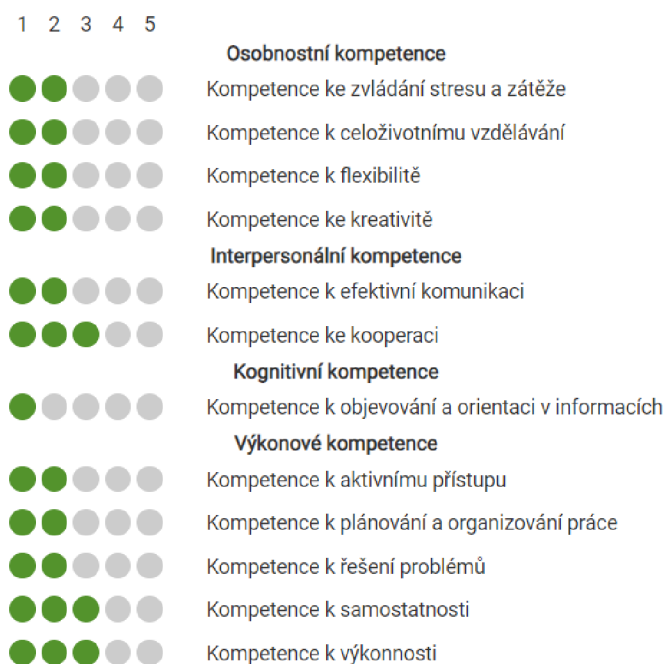 1 2 3 4 5
Osobnostní kompetence
Kompetence ke zvládání stresu a zátěže
Kompetence k celoživotnímu vzdělávání
Kompetence k flexibilitě
Kompetence ke kreativitě
Interpersonální kompetence
Kompetence k efektivní komunikaci
Kompetence ke kooperaci
Kognitivní kompetence
Kompetence k objevování a orientaci v informacích
Výkonové kompetence
Kompetence k aktivnímu přístupu
Kompetence k plánování a organizování práce
Kompetence k řešení problémů
Kompetence k samostatnosti
Kompetence k výkonnosti